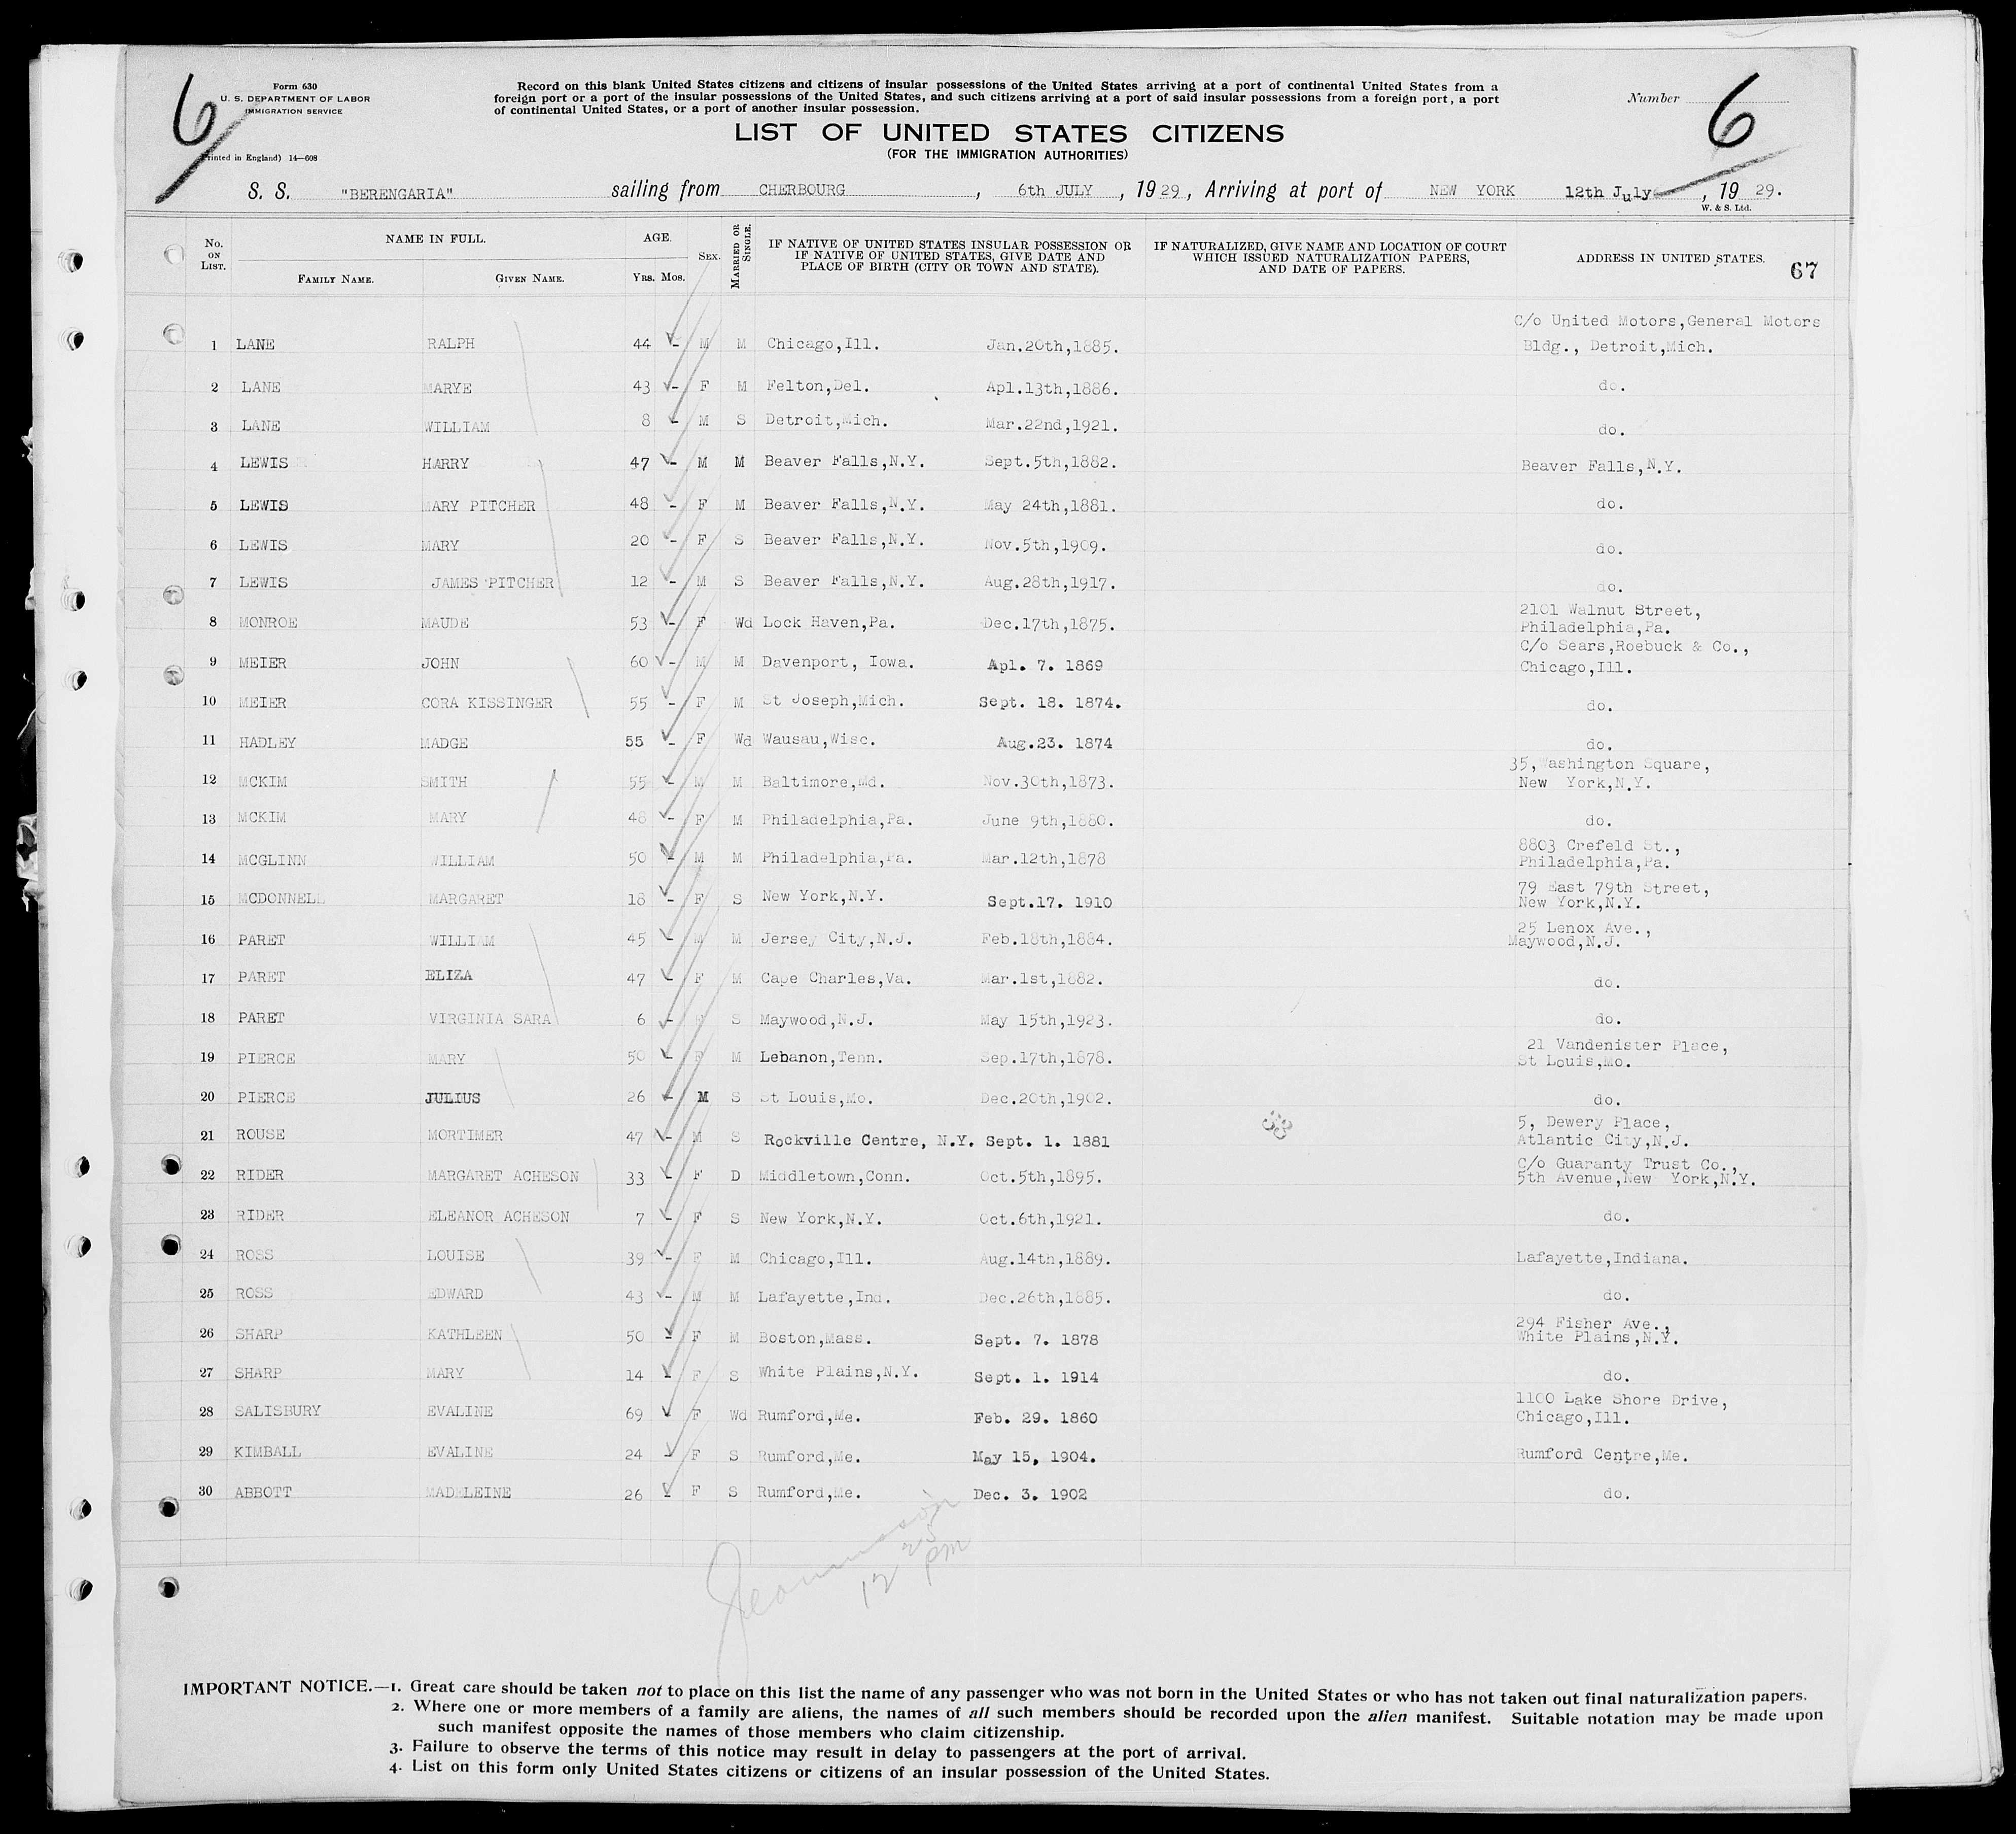 6
Form 630
U. S. DEPARTMENT OF LABOR
IMMIGRATION SERVICE
Printed in England) 14—608
Record on this blank United States citizens and citizens of insular possessions of the United States arriving at a port of continental United States from a
foreign port or a port of the insular possessions of the United States, and such citizens arriving at a port of said insular possessions from a foreign port, a port
of continental United States, or a port of another insular possession.
Number 6
LIST OF UNITED STATES CITIZENS
(FOR THE IMMIGRATION AUTHORITIES)
S. S. "BERENGARIA" sailing from CHERBOURG, 6th JULY, 1929, Arriving at port of NEW YORK 12th July, 1929.
W. & S. Ltd.
No. ON LIST. NAME IN FULL. FAMILY NAME. GIVEN NAME. AGE. YRS. MOS. SEX. MARRIED OR SINGLE. IF NATIVE OF UNITED STATES INSULAR POSSESSION OR IF NATIVE OF UNITED STATES, GIVE DATE AND PLACE OF BIRTH (CITY OR TOWN AND STATE). IF NATURALIZED, GIVE NAME AND LOCATION OF COURT WHICH ISSUED NATURALIZATION PAPERS, AND DATE OF PAPERS. ADDRESS IN UNITED STATES. 67
C/o United Motors,General Motors
1 LANE RALPH 44 - M M Chicago,Ill. Jan.20th,1885. Bldg., Detroit,Mich.
2 LANE MARYE 43 - F M Felton,Del. Apl.13th,1886. do.
3 LANE WILLIAM 8 - M S Detroit,Mich. Mar.22nd,1921. do.
4 LEWIS HARRY 47 - M M Beaver Falls,N.Y. Sept.5th,1882. Beaver Falls,N.Y.
5 LEWIS MARY PITCHER 48 - F M Beaver Falls,N.Y. May 24th,1881. do.
6 LEWIS MARY 20 - F S Beaver Falls,N.Y. Nov.5th,1909. do.
7 LEWIS JAMES PITCHER 12 - M S Beaver Falls,N.Y. Aug.28th,1917. do.
2101 Walnut Street,
8 MONROE MAUDE 53 - F Wd Lock Haven,Pa. Dec.17th,1875. Philadelphia,Pa.
C/o Sears,Roebuck & Co.,
9 MEIER JOHN 60 - M M Davenport, Iowa. Apl. 7. 1869 Chicago,Ill.
10 MEIER CORA KISSINGER 55 - F M St Joseph,Mich. Sept. 18. 1874. do.
11 HADLEY MADGE 55 - F Wd Wausau,Wisc. Aug.23. 1874 do.
35,Washington Square,
12 MCKIM SMITH 55 - M M Baltimore,Md. Nov.30th,1873. New York,N.Y.
13 MCKIM MARY 48 - F M Philadelphia,Pa. June 9th,1880. do.
8803 Crefeld St.,
14 MCGLINN WILLIAM 50 - M M Philadelphia,Pa. Mar.12th,1878 Philadelphia,Pa.
79 East 79th Street,
15 MCDONNELL MARGARET 18 - F S New York,N.Y. Sept.17. 1910 New York,N.Y.
25 Lenox Ave.,
16 PARET WILLIAM 45 - M M Jersey City,N.J. Feb.18th,1884. Maywood,N.J.
17 PARET ELIZA 47 - F M Cape Charles,Va. Mar.1st,1882. do.
18 PARET VIRGINIA SARA 6 - F S Maywood,N.J. May 15th,1923. do.
21 Vandenister Place,
19 PIERCE MARY 50 - F M Lebanon,Tenn. Sep.17th,1878. St Louis,Mo.
20 PIERCE JULIUS 26 - M S St Louis,Mo. Dec.20th,1902. do.
5, Dewery Place,
21 ROUSE MORTIMER 47 - M S Rockville Centre, N.Y. Sept. 1. 1881 Atlantic City,N.J.
C/o Guaranty Trust Co.,
22 RIDER MARGARET ACHESON 33 - F D Middletown,Conn. Oct.5th,1895. 5th Avenue,New York,N.Y.
23 RIDER ELEANOR ACHESON 7 - F S New York,N.Y. Oct.6th,1921. do.
24 ROSS LOUISE 39 - F M Chicago,Ill. Aug.14th,1889. Lafayette,Indiana.
25 ROSS EDWARD 43 - M M Lafayette,Ind. Dec.26th,1885. do.
294 Fisher Ave.,
26 SHARP KATHLEEN 50 - F M Boston,Mass. Sept. 7. 1878 White Plains,N.Y.
27 SHARP MARY 14 - F S White Plains,N.Y. Sept. 1. 1914 do.
1100 Lake Shore Drive,
28 SALISBURY EVALINE 69 - F Wd Rumford,Me. Feb. 29. 1860 Chicago,Ill.
29 KIMBALL EVALINE 24 - F S Rumford,Me. May 15, 1904. Rumford Centre,Me.
30 ABBOTT MADELEINE 26 - F S Rumford,Me. Dec. 3. 1902 do.
12 25
pm
IMPORTANT NOTICE.—1. Great care should be taken not to place on this list the name of any passenger who was not born in the United States or who has not taken out final naturalization papers.
2. Where one or more members of a family are aliens, the names of all such members should be recorded upon the alien manifest. Suitable notation may be made upon
such manifest opposite the names of those members who claim citizenship.
3. Failure to observe the terms of this notice may result in delay to passengers at the port of arrival.
4. List on this form only United States citizens or citizens of an insular possession of the United States.